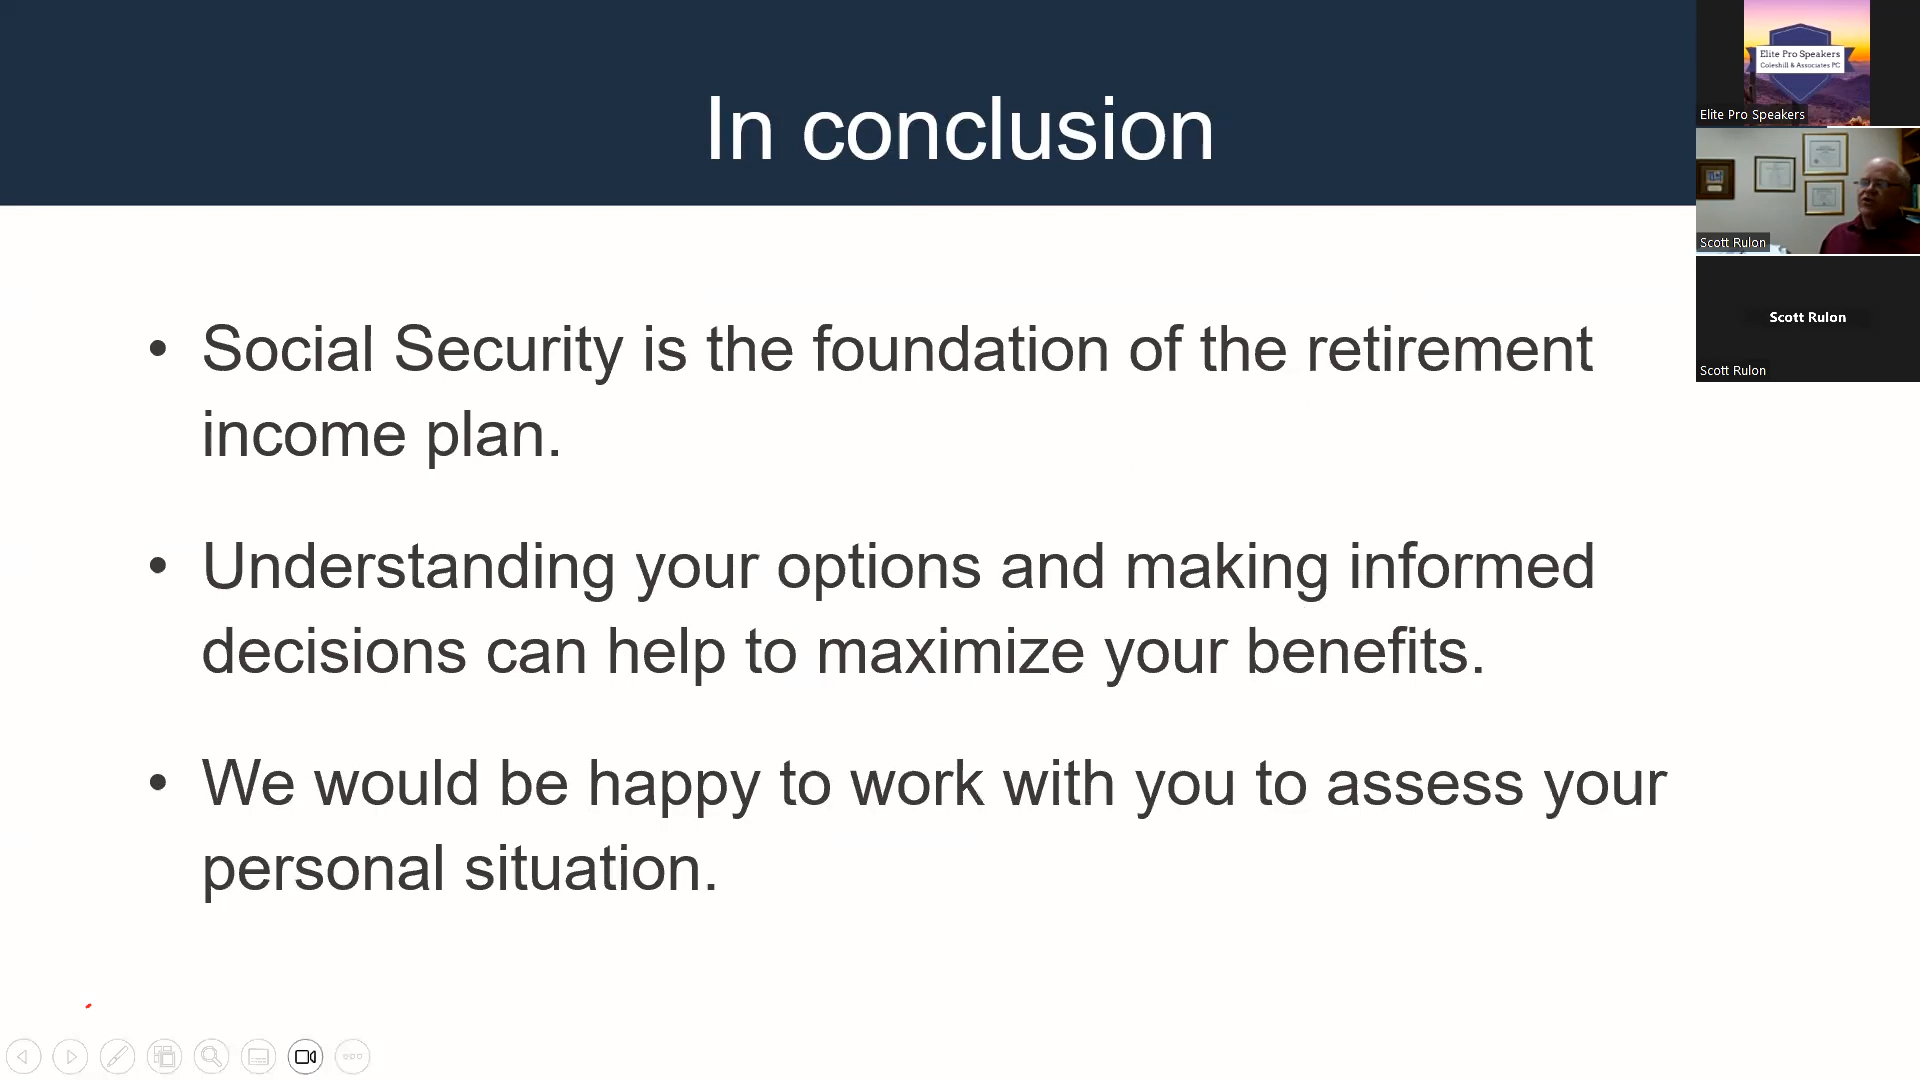 In conclusion
• Social Security is the foundation of the retirement
income plan.
• Understanding your options and making informed
decisions can help to maximize your benefits.
• We would be happy to work with you to assess your
personal situation.
Elite Pro Speakers
Coleshill & Associates PC
Elite Pro Speakers
Scott Rulon
Scott Rulon
Scott Rulon